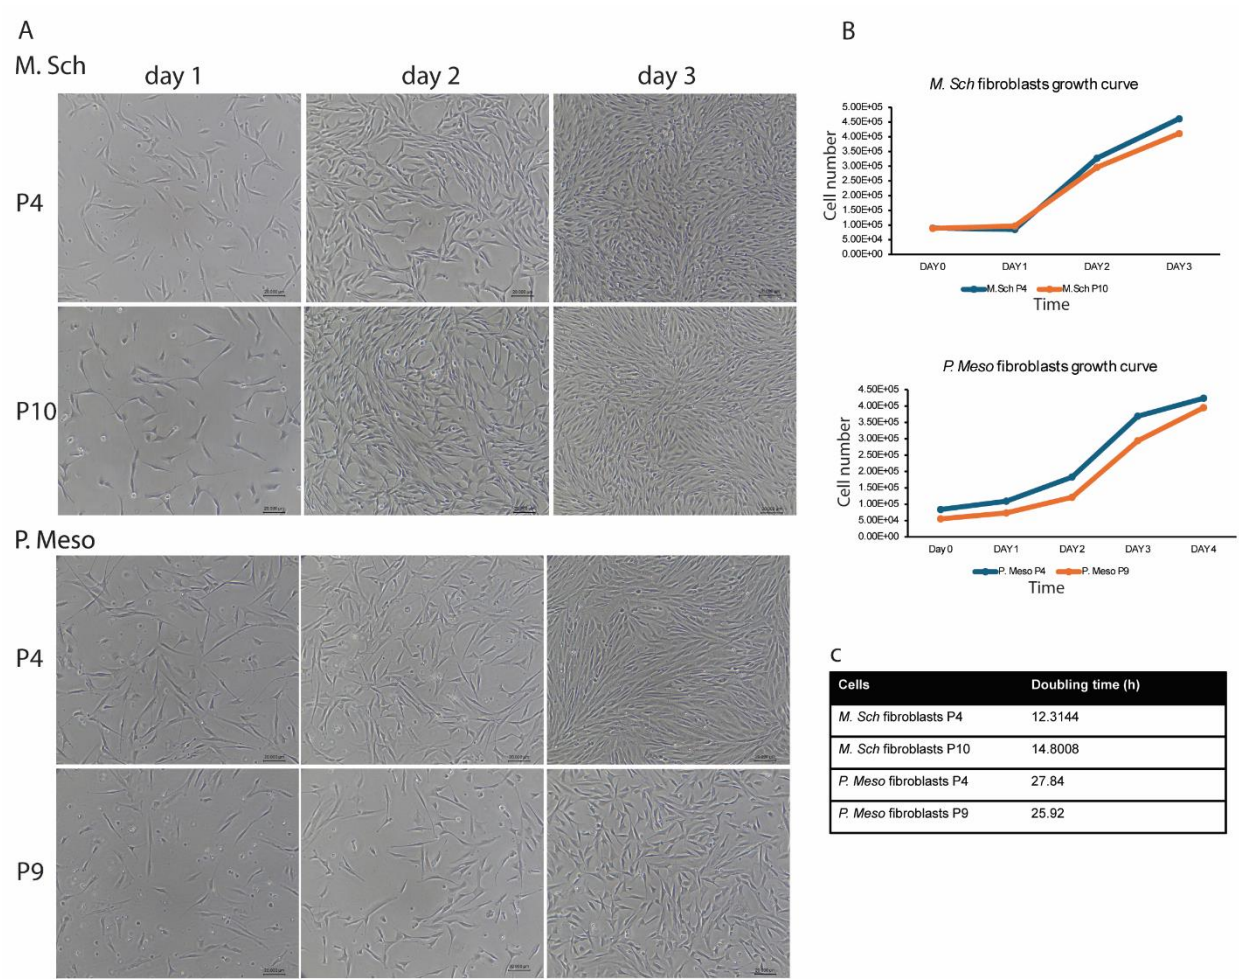 A
M. Sch
day 1 day 2 day 3
P4
P10
P. Meso
P4
P9
B
M. Sch fibroblasts growth curve
Cell number
5.00E+05
4.50E+05
4.00E+05
3.50E+05
3.00E+05
2.50E+05
2.00E+05
1.50E+05
1.00E+05
5.00E+04
0.00E+00
DAY0 DAY1 DAY2 DAY3
M.Sch P4 M.Sch P10
Time
P. Meso fibroblasts growth curve
Cell number
4.50E+05
4.00E+05
3.50E+05
3.00E+05
2.50E+05
2.00E+05
1.50E+05
1.00E+05
5.00E+04
0.00E+00
Day0 DAY1 DAY2 DAY3 DAY4
P. Meso P4 P. Meso P9
Time
C
Cells Doubling time (h)
M. Sch fibroblasts P4 12.3144
M. Sch fibroblasts P10 14.8008
P. Meso fibroblasts P4 27.84
P. Meso fibroblasts P9 25.92